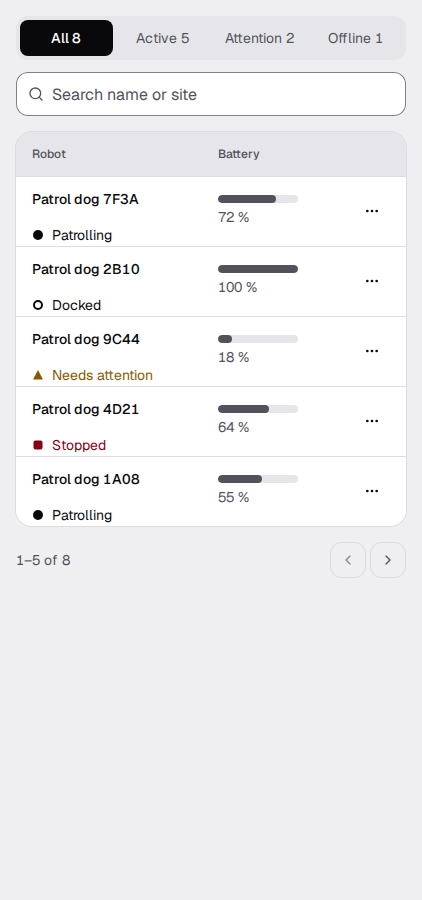 All 8 Active 5 Attention 2 Offline 1
Search name or site
Robot Battery
Patrol dog 7F3A
72 %
Patrolling
Patrol dog 2B10
100 %
Docked
Patrol dog 9C44
18 %
Needs attention
Patrol dog 4D21
64 %
Stopped
Patrol dog 1A08
55 %
Patrolling
1–5 of 8